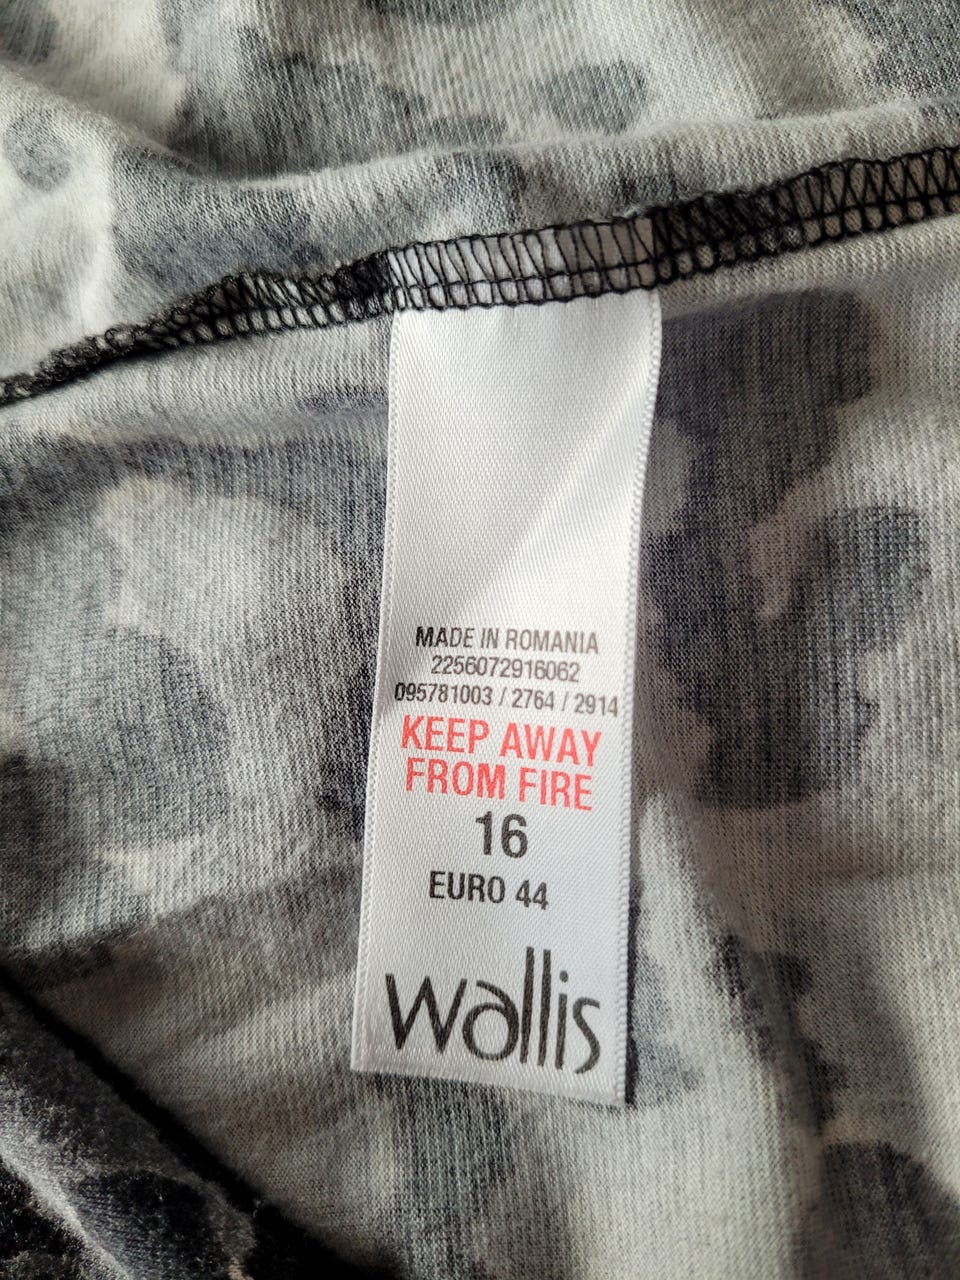 MADE IN ROMANIA
2256072916062
095781003 / 2764 / 2914
KEEP AWAY
FROM FIRE
16
EURO 44
wallis